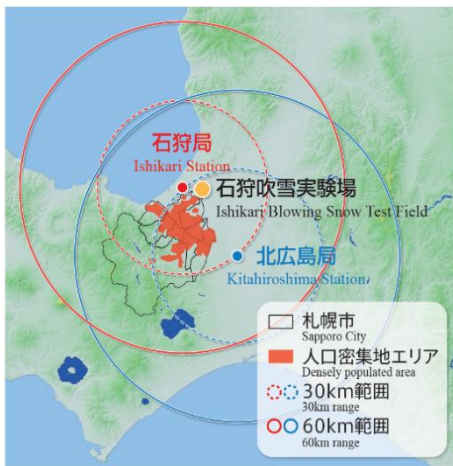 石狩局
Ishikari Station
石狩吹雪実験場
Ishikari Blowing Snow Test Field
北広島局
Kitahiroshima Station
札幌市
Sapporo City
人口密集地エリア
Densely populated area
30km範囲
30km range
60km範囲
60km range